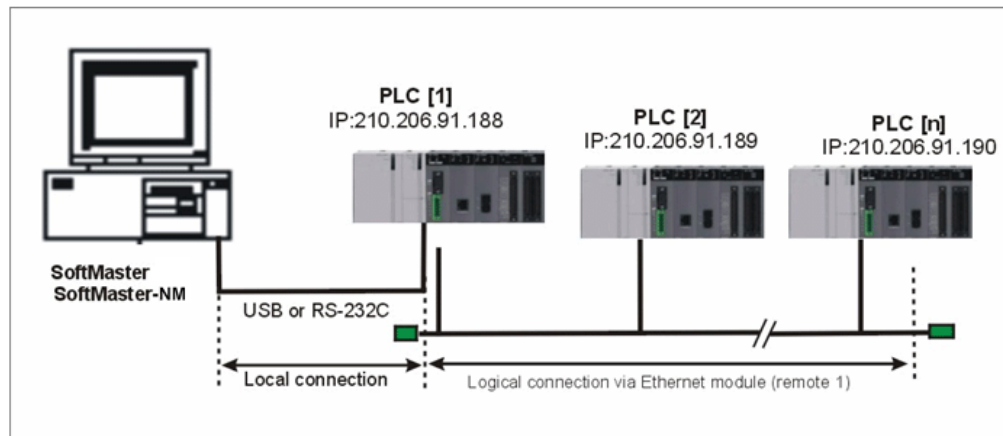 PLC [1]
IP:210.206.91.188
PLC [2]
IP:210.206.91.189
PLC [n]
IP:210.206.91.190
SoftMaster
SoftMaster-NM
USB or RS-232C
Local connection
Logical connection via Ethernet module (remote 1)